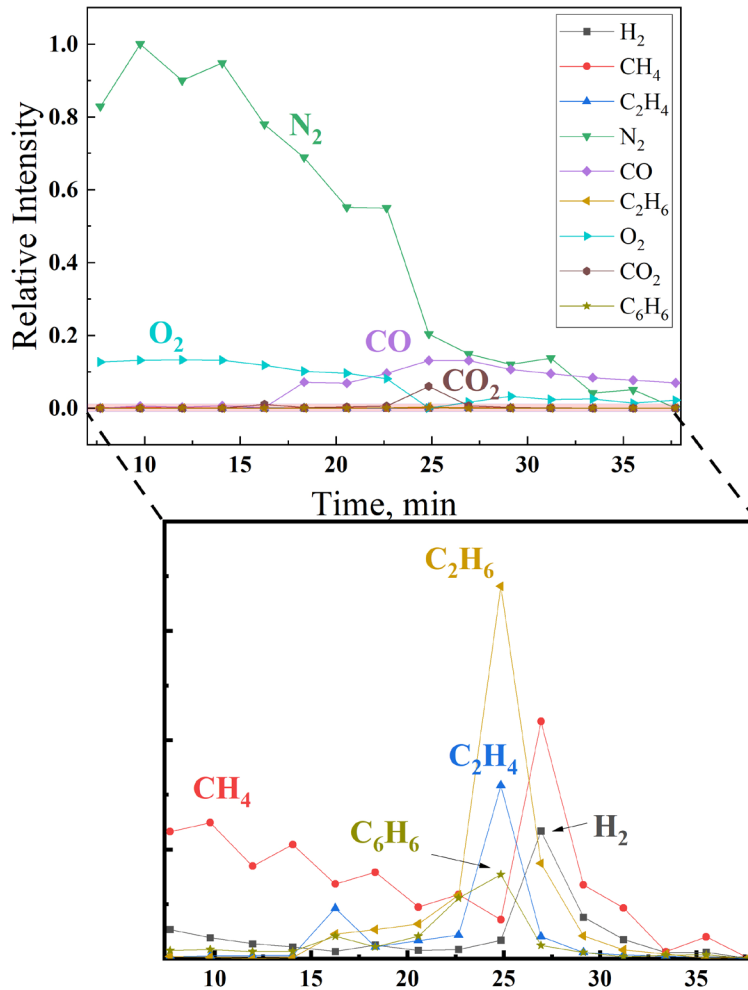 1.0
0.8
0.6
0.4
0.2
0.0
Relative Intensity
N₂
O₂
CO
CO₂
H₂
CH₄
C₂H₄
N₂
CO
C₂H₆
O₂
CO₂
C₆H₆
10 15 20 25 30 35
Time, min
C₂H₆
C₂H₄
CH₄
C₆H₆
H₂
10 15 20 25 30 35